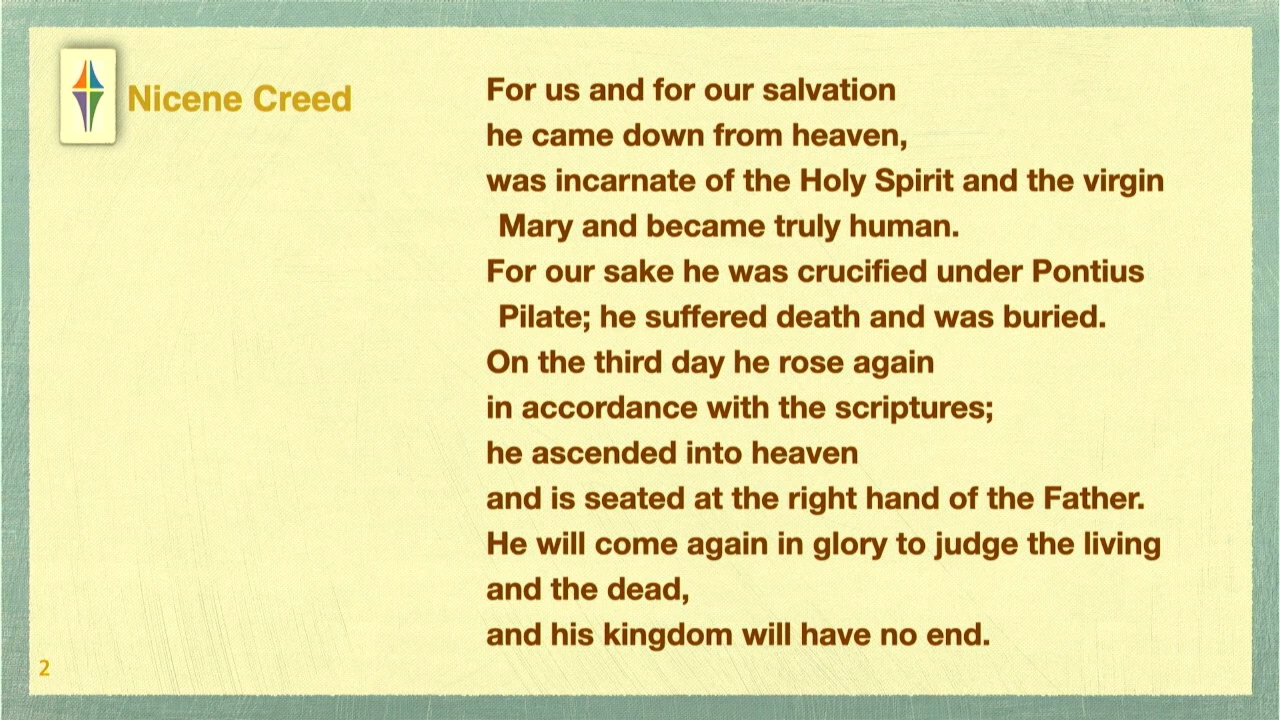 Nicene Creed
For us and for our salvation
he came down from heaven,
was incarnate of the Holy Spirit and the virgin
Mary and became truly human.
For our sake he was crucified under Pontius
Pilate; he suffered death and was buried.
On the third day he rose again
in accordance with the scriptures;
he ascended into heaven
and is seated at the right hand of the Father.
He will come again in glory to judge the living
and the dead,
and his kingdom will have no end.
2